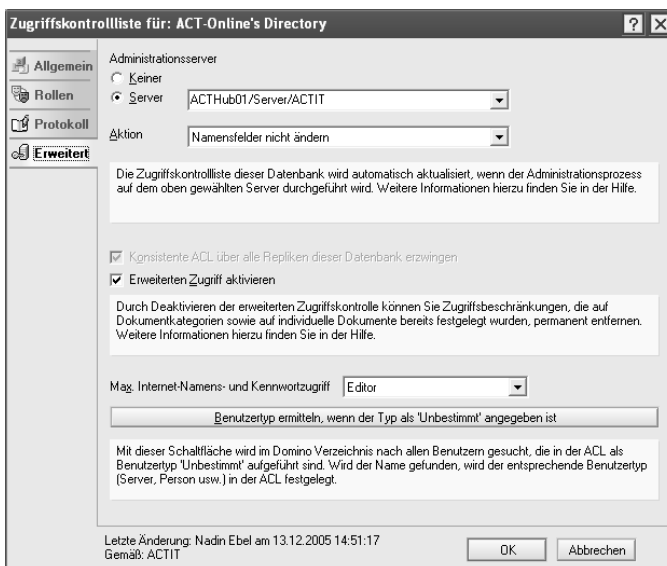 Zugriffskontrollliste für: ACT-Online's Directory
Allgemein
Rollen
Protokoll
Erweitert
Administrationsserver
Keiner
Server
ACTHub01/Server/ACTIT
Aktion
Namensfelder nicht ändern
Die Zugriffskontrollliste dieser Datenbank wird automatisch aktualisiert, wenn der Administrationsprozess
auf dem oben gewählten Server durchgeführt wird. Weitere Informationen hierzu finden Sie in der Hilfe.
Konsistente ACL über alle Repliken dieser Datenbank erzwingen
Erweiterten Zugriff aktivieren
Durch Deaktivieren der erweiterten Zugriffskontrolle können Sie Zugriffsbeschränkungen, die auf
Dokumentkategorien sowie auf individuelle Dokumente bereits festgelegt wurden, permanent entfernen.
Weitere Informationen hierzu finden Sie in der Hilfe.
Max. Internet-Namens- und Kennwortzugriff
Editor
Benutzertyp ermitteln, wenn der Typ als 'Unbestimmt' angegeben ist
Mit dieser Schaltfläche wird im Domino Verzeichnis nach allen Benutzern gesucht, die in der ACL als
Benutzertyp 'Unbestimmt' aufgeführt sind. Wird der Name gefunden, wird der entsprechende Benutzertyp
(Server, Person usw.) in der ACL festgelegt.
Letzte Änderung: Nadin Ebel am 13.12.2005 14:51:17
Gemäß: ACTIT
OK
Abbrechen